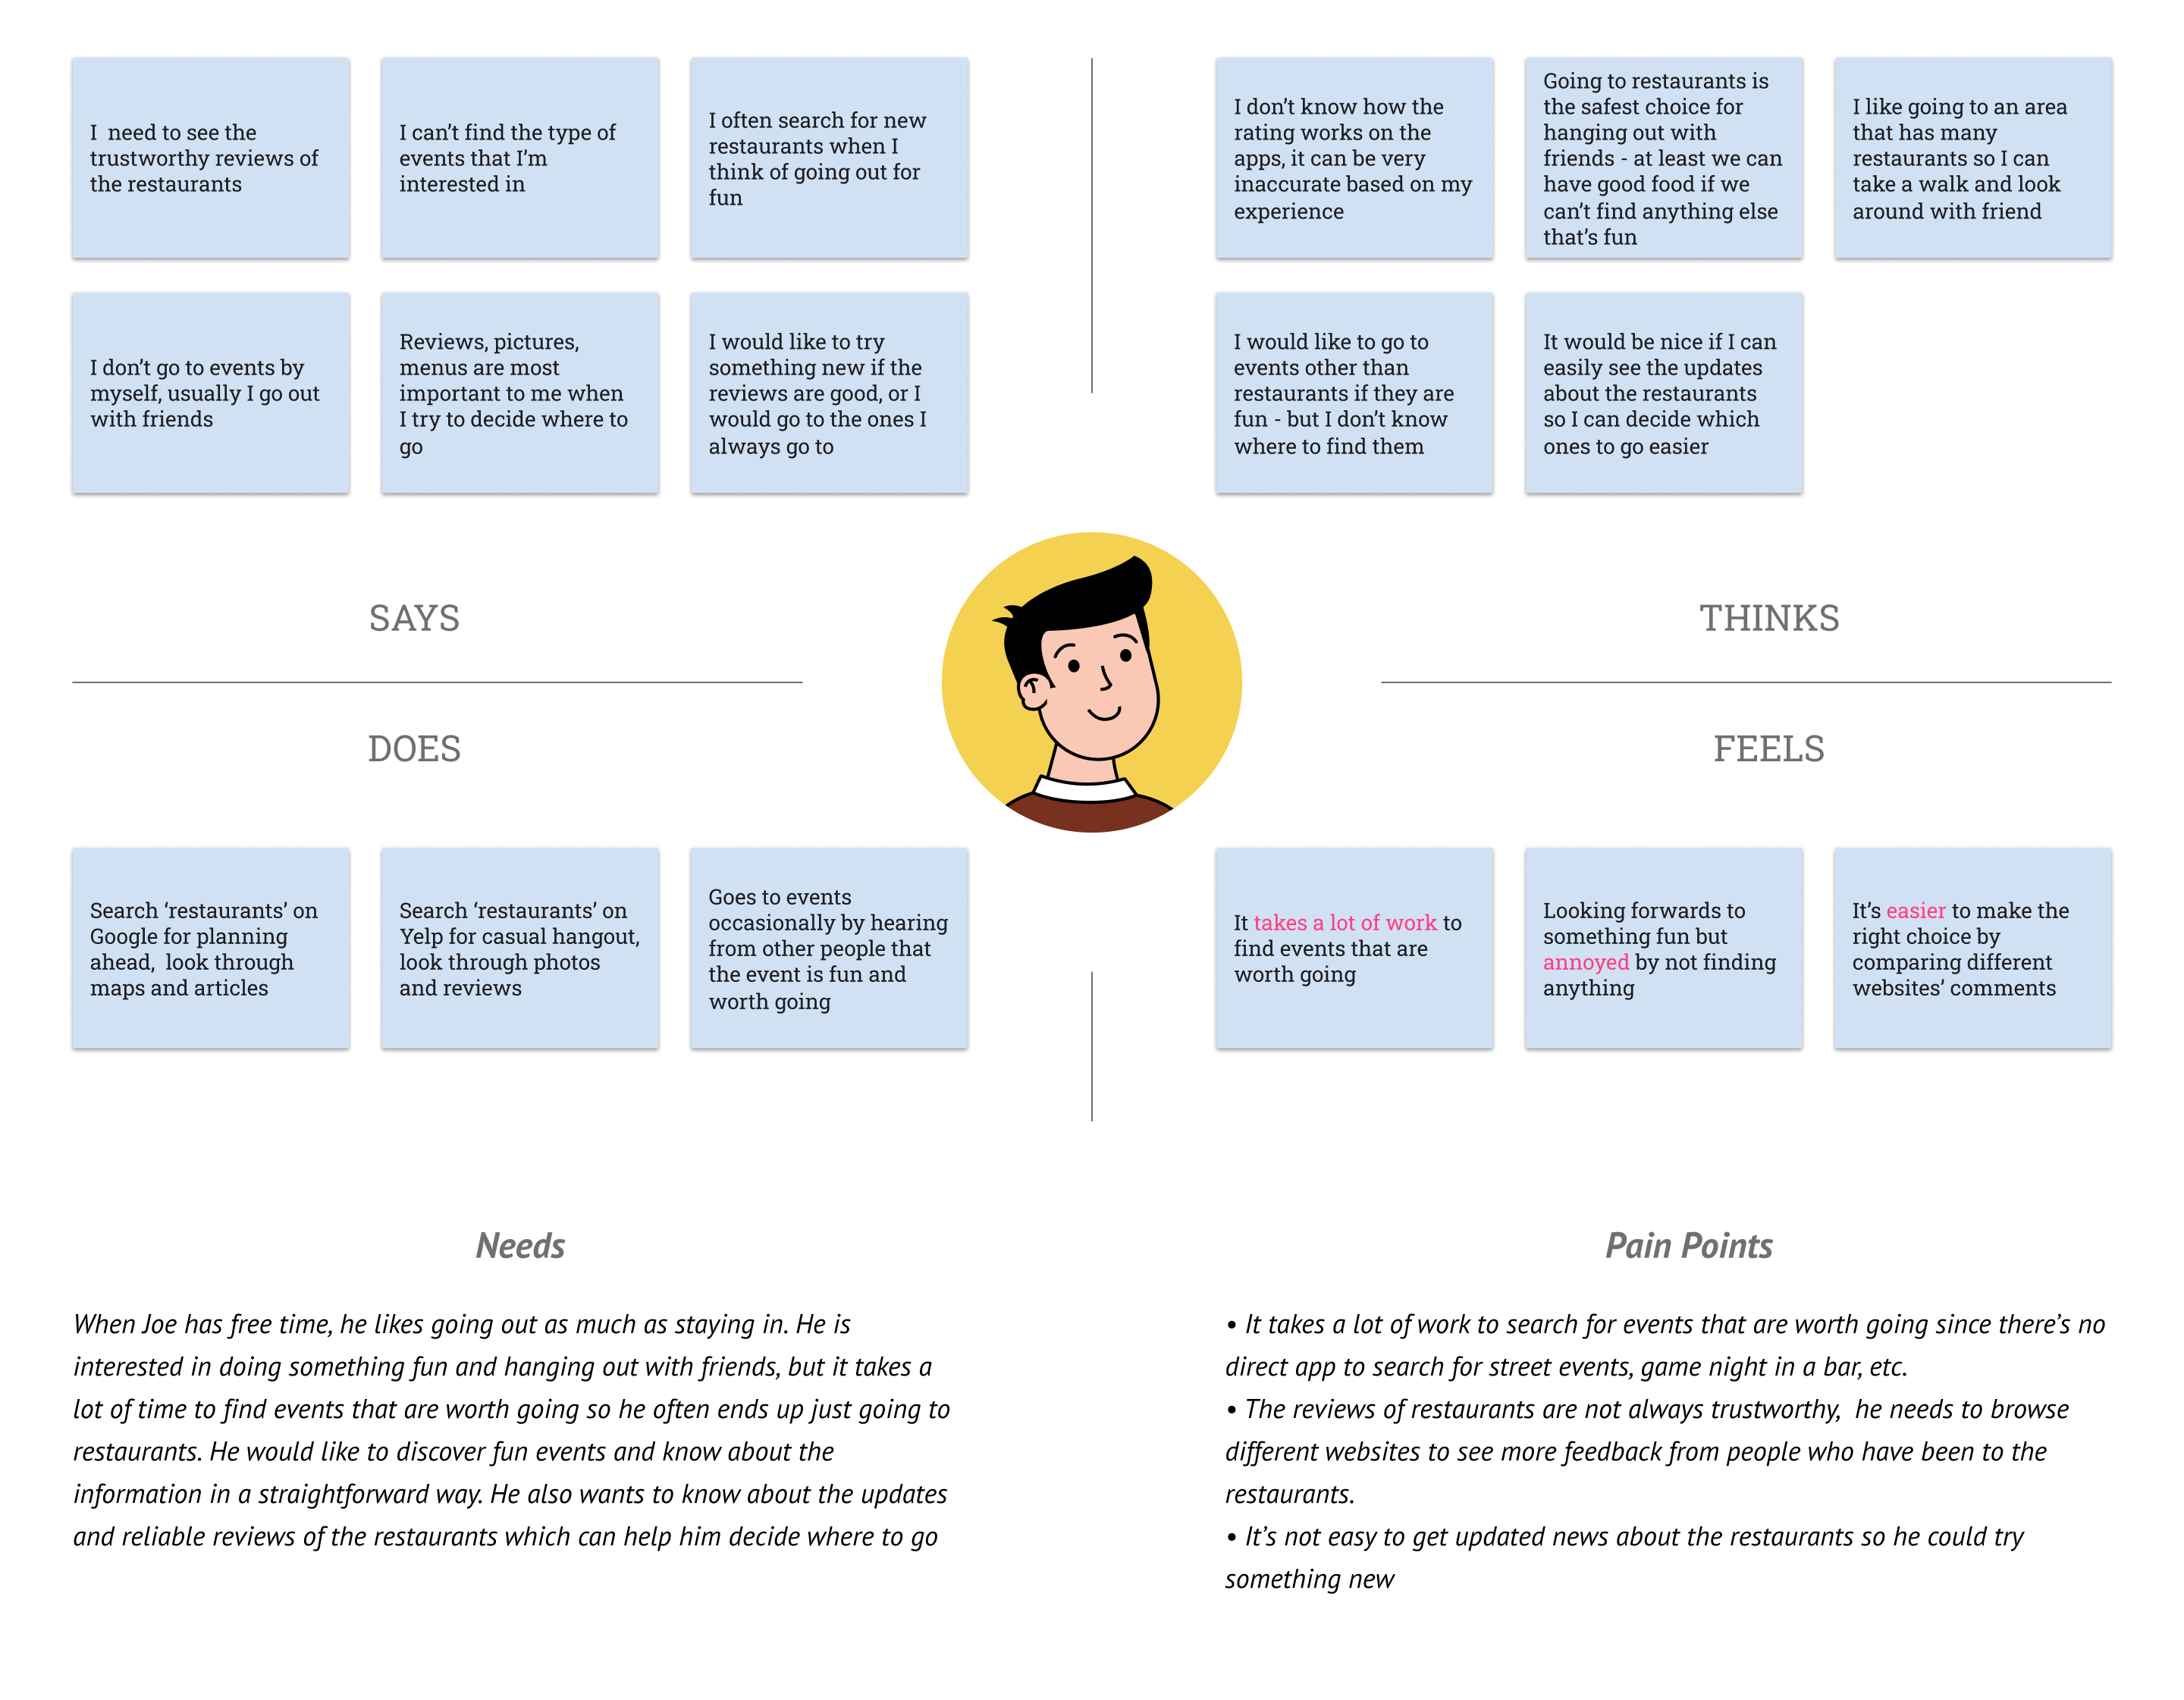 I  need to see the
trustworthy reviews of
the restaurants
I can’t find the type of
events that I’m
interested in
I often search for new
restaurants when I
think of going out for
fun
I don’t go to events by
myself, usually I go out
with friends
Reviews, pictures,
menus are most
important to me when
I try to decide where to
go
I would like to try
something new if the
reviews are good, or I
would go to the ones I
always go to
SAYS
I don’t know how the
rating works on the
apps, it can be very
inaccurate based on my
experience
Going to restaurants is
the safest choice for
hanging out with
friends - at least we can
have good food if we
can’t find anything else
that’s fun
I like going to an area
that has many
restaurants so I can
take a walk and look
around with friend
I would like to go to
events other than
restaurants if they are
fun - but I don’t know
where to find them
It would be nice if I can
easily see the updates
about the restaurants
so I can decide which
ones to go easier
THINKS
DOES
Search ‘restaurants’ on
Google for planning
ahead,  look through
maps and articles
Search ‘restaurants’ on
Yelp for casual hangout,
look through photos
and reviews
Goes to events
occasionally by hearing
from other people that
the event is fun and
worth going
FEELS
It takes a lot of work to
find events that are
worth going
Looking forwards to
something fun but
annoyed by not finding
anything
It’s easier to make the
right choice by
comparing different
websites’ comments
Needs
When Joe has free time, he likes going out as much as staying in. He is
interested in doing something fun and hanging out with friends, but it takes a
lot of time to find events that are worth going so he often ends up just going to
restaurants. He would like to discover fun events and know about the
information in a straightforward way. He also wants to know about the updates
and reliable reviews of the restaurants which can help him decide where to go
Pain Points
• It takes a lot of work to search for events that are worth going since there’s no
direct app to search for street events, game night in a bar, etc.
• The reviews of restaurants are not always trustworthy,  he needs to browse
different websites to see more feedback from people who have been to the
restaurants.
• It’s not easy to get updated news about the restaurants so he could try
something new